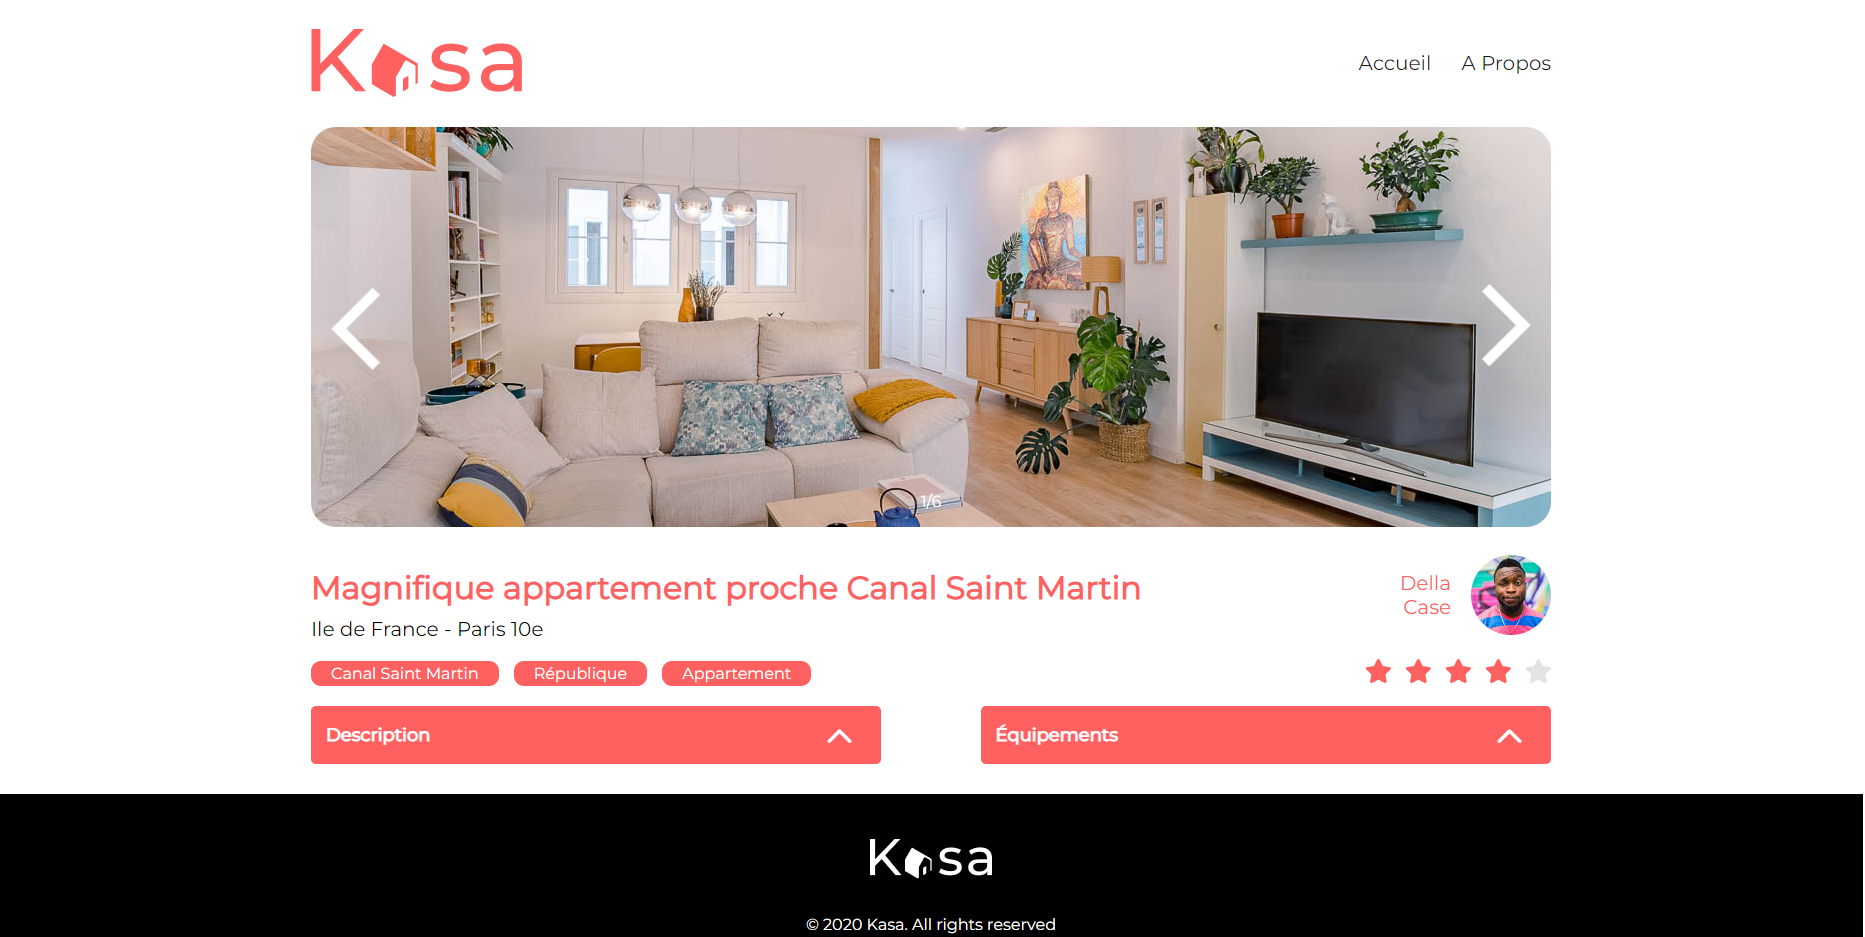 Kasa
Accueil A Propos
1/6
Magnifique appartement proche Canal Saint Martin
Della
Case
Ile de France - Paris 10e
Canal Saint Martin République Appartement
Description Équipements
Kasa
© 2020 Kasa. All rights reserved